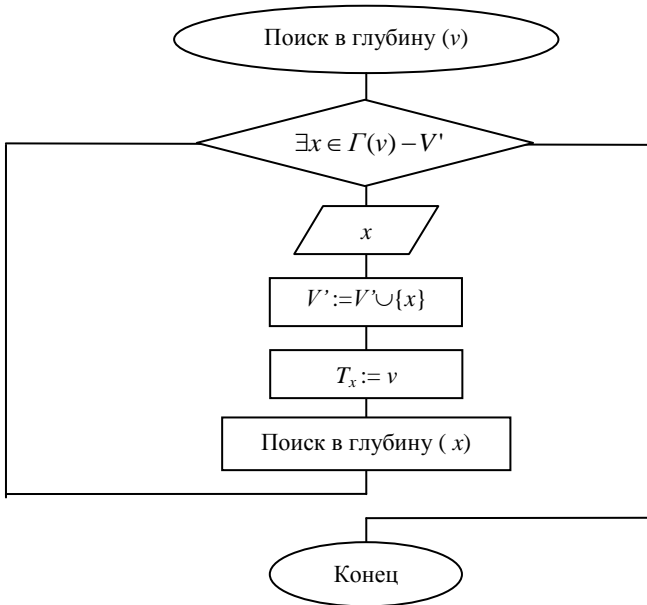 Поиск в глубину (v)
∃x ∈ Γ(v) – V'
x
V’ := V’∪{x}
Tx := v
Поиск в глубину ( x)
Конец